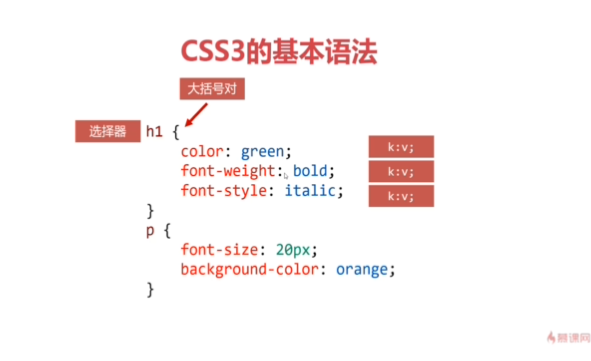 CSS3的基本语法
大括号对
选择器
h1 {
color: green;
k:v;
font-weight: bold;
k:v;
font-style: italic;
k:v;
}
p {
font-size: 20px;
background-color: orange;
}
慕课网